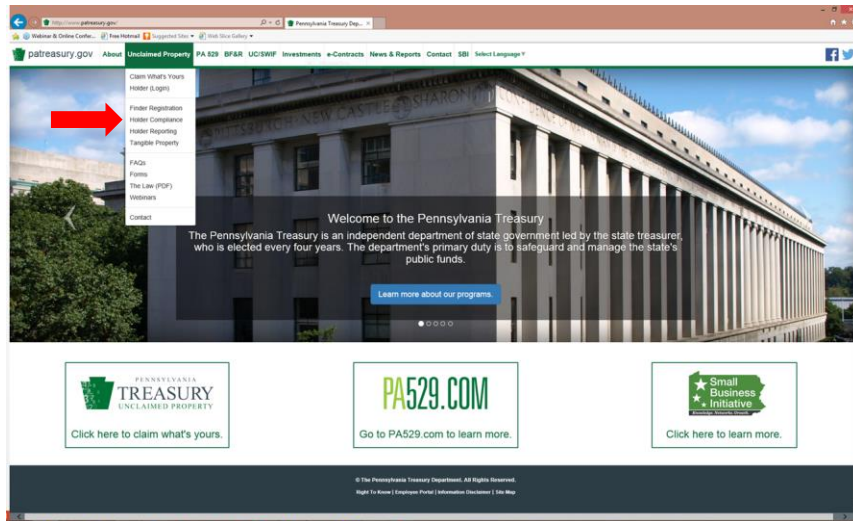 http://www.patreasury.gov/
Pennsylvania Treasury Dep...
Webinar & Online Confer...
Free Hotmail
Suggested Sites
Web Slice Gallery
patreasury.gov
About
Unclaimed Property
PA 529
BF&R
UC/SWIF
Investments
e-Contracts
News & Reports
Contact
SBI
Select Language
Claim What's Yours
Holder (Login)
Finder Registration
Holder Compliance
Holder Reporting
Tangible Property
FAQs
Forms
The Law (PDF)
Webinars
Contact
PITTSBURGH NEW CASTLE SHARON
Welcome to the Pennsylvania Treasury
The Pennsylvania Treasury is an independent department of state government led by the state treasurer,
who is elected every four years. The department's primary duty is to safeguard and manage the state's
public funds.
Learn more about our programs.
PENNSYLVANIA
TREASURY
UNCLAIMED PROPERTY
Click here to claim what's yours.
PA529.COM
Go to PA529.com to learn more.
Small
Business
Initiative
Knowledge Networks Growth
Click here to learn more.
© The Pennsylvania Treasury Department. All Rights Reserved.
Right To Know | Employee Portal | Information Disclaimer | Site Map